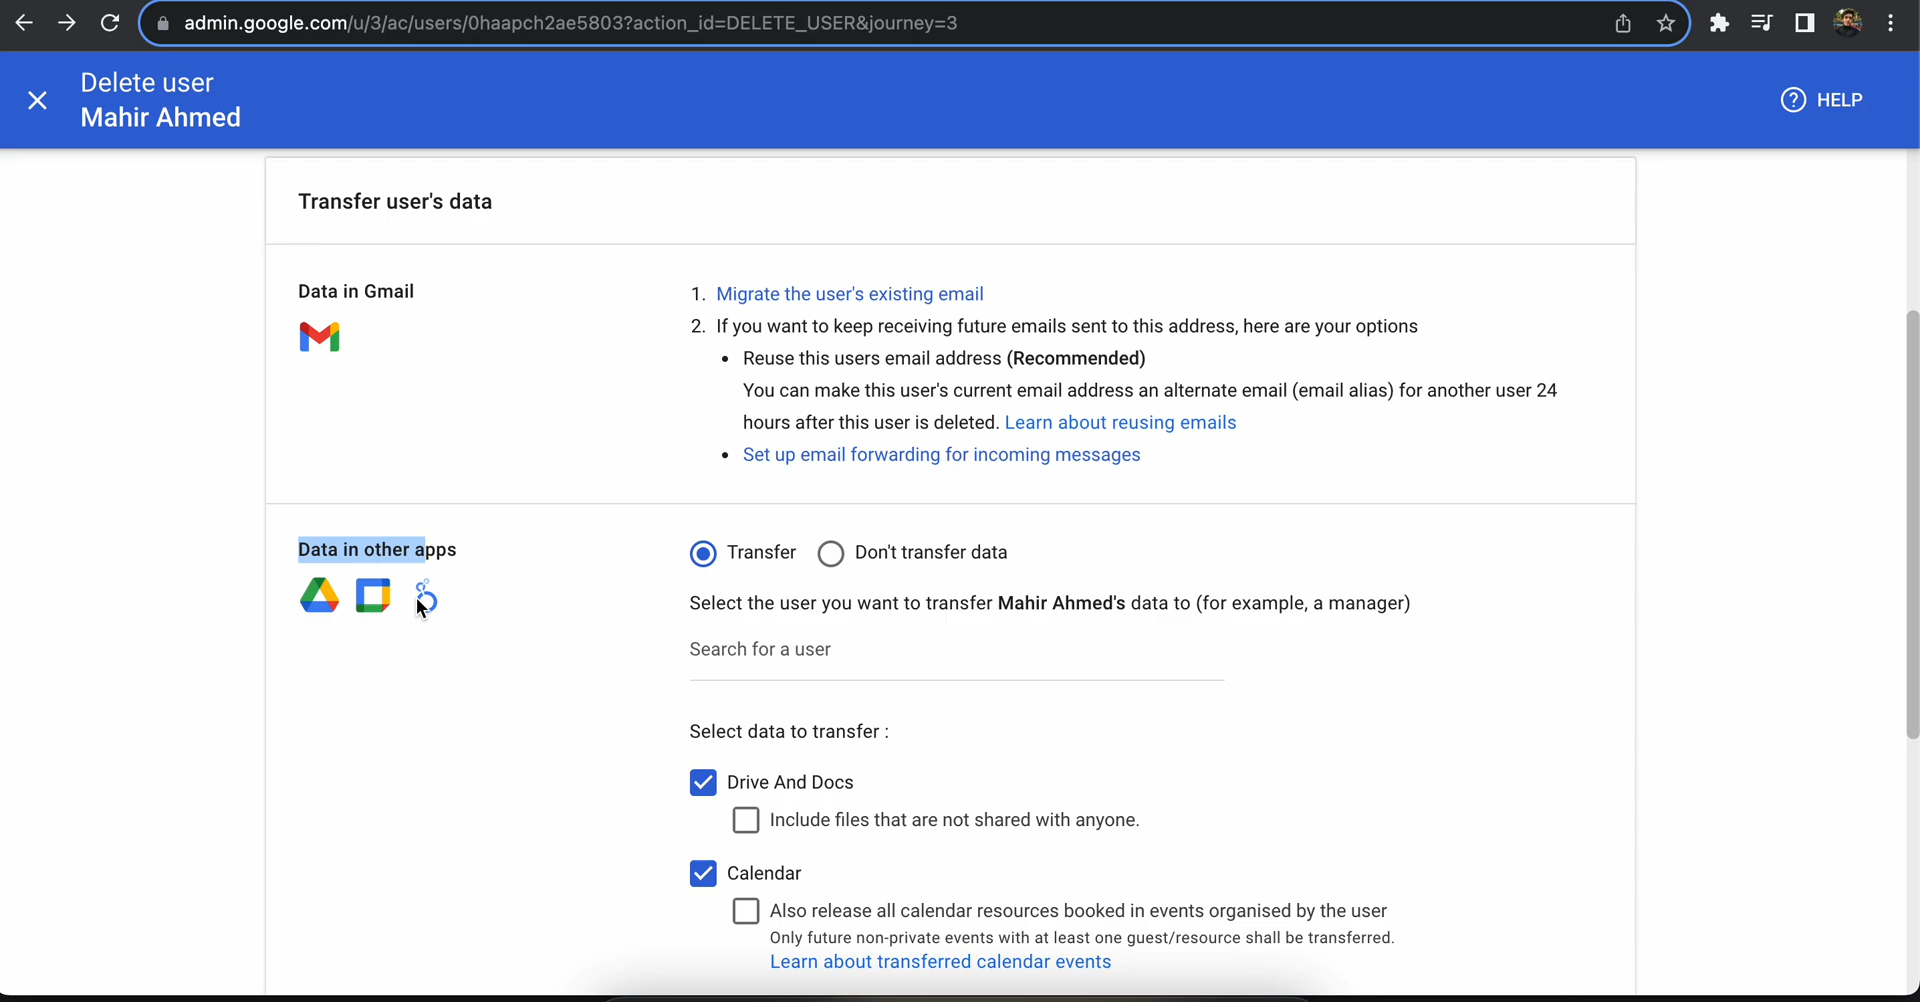 admin.google.com/u/3/ac/users/0haapch2ae5803?action_id=DELETE_USER&journey=3
Delete user
Mahir Ahmed
HELP
Transfer user's data
Data in Gmail
1. Migrate the user's existing email
2. If you want to keep receiving future emails sent to this address, here are your options
• Reuse this users email address (Recommended)
You can make this user's current email address an alternate email (email alias) for another user 24
hours after this user is deleted. Learn about reusing emails
• Set up email forwarding for incoming messages
Data in other apps
Transfer Don't transfer data
Select the user you want to transfer Mahir Ahmed's data to (for example, a manager)
Search for a user
Select data to transfer :
Drive And Docs
Include files that are not shared with anyone.
Calendar
Also release all calendar resources booked in events organised by the user
Only future non-private events with at least one guest/resource shall be transferred.
Learn about transferred calendar events